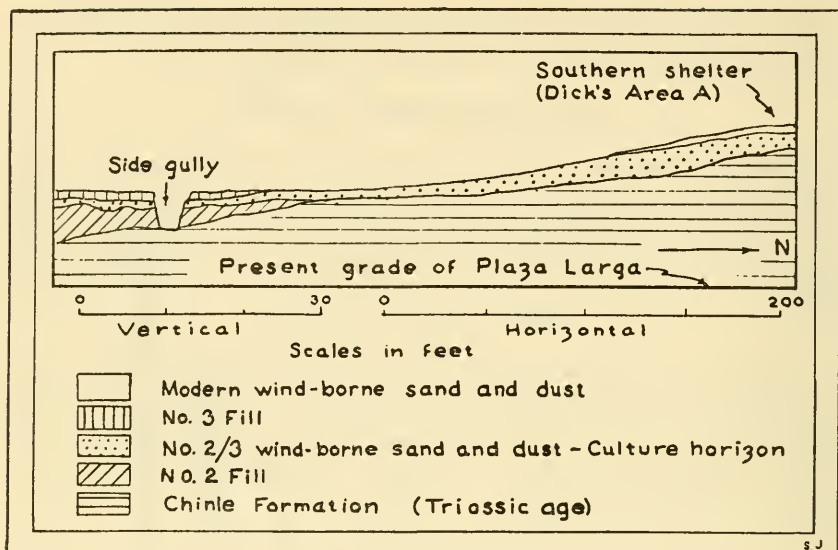 Southern shelter
(Dick's Area A)
Side gully
N
Present grade of Plaza Larga
0 30 0 200
Vertical Horizontal
Scales in feet
Modern wind-borne sand and dust
No. 3 Fill
No. 2/3 wind-borne sand and dust - Culture horizon
NO. 2 Fill
Chinle Formation (Triassic age)
SJ